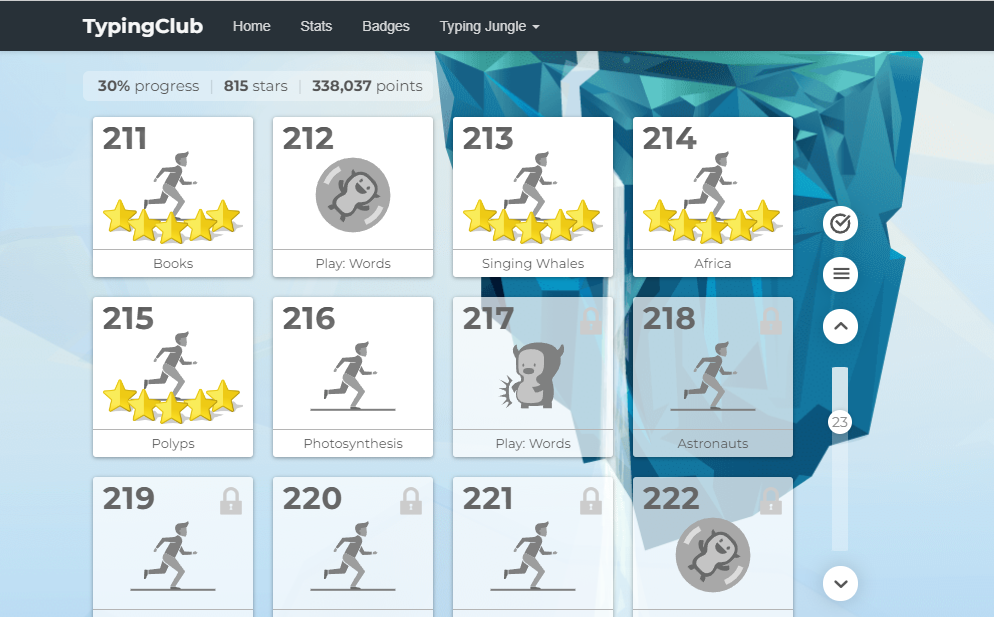 TypingClub Home Stats Badges Typing Jungle
30% progress 815 stars 338,037 points
211 212 213 214
Books Play: Words Singing Whales Africa
215 216 217 218
23
Polyps Photosynthesis Play: Words Astronauts
219 220 221 222